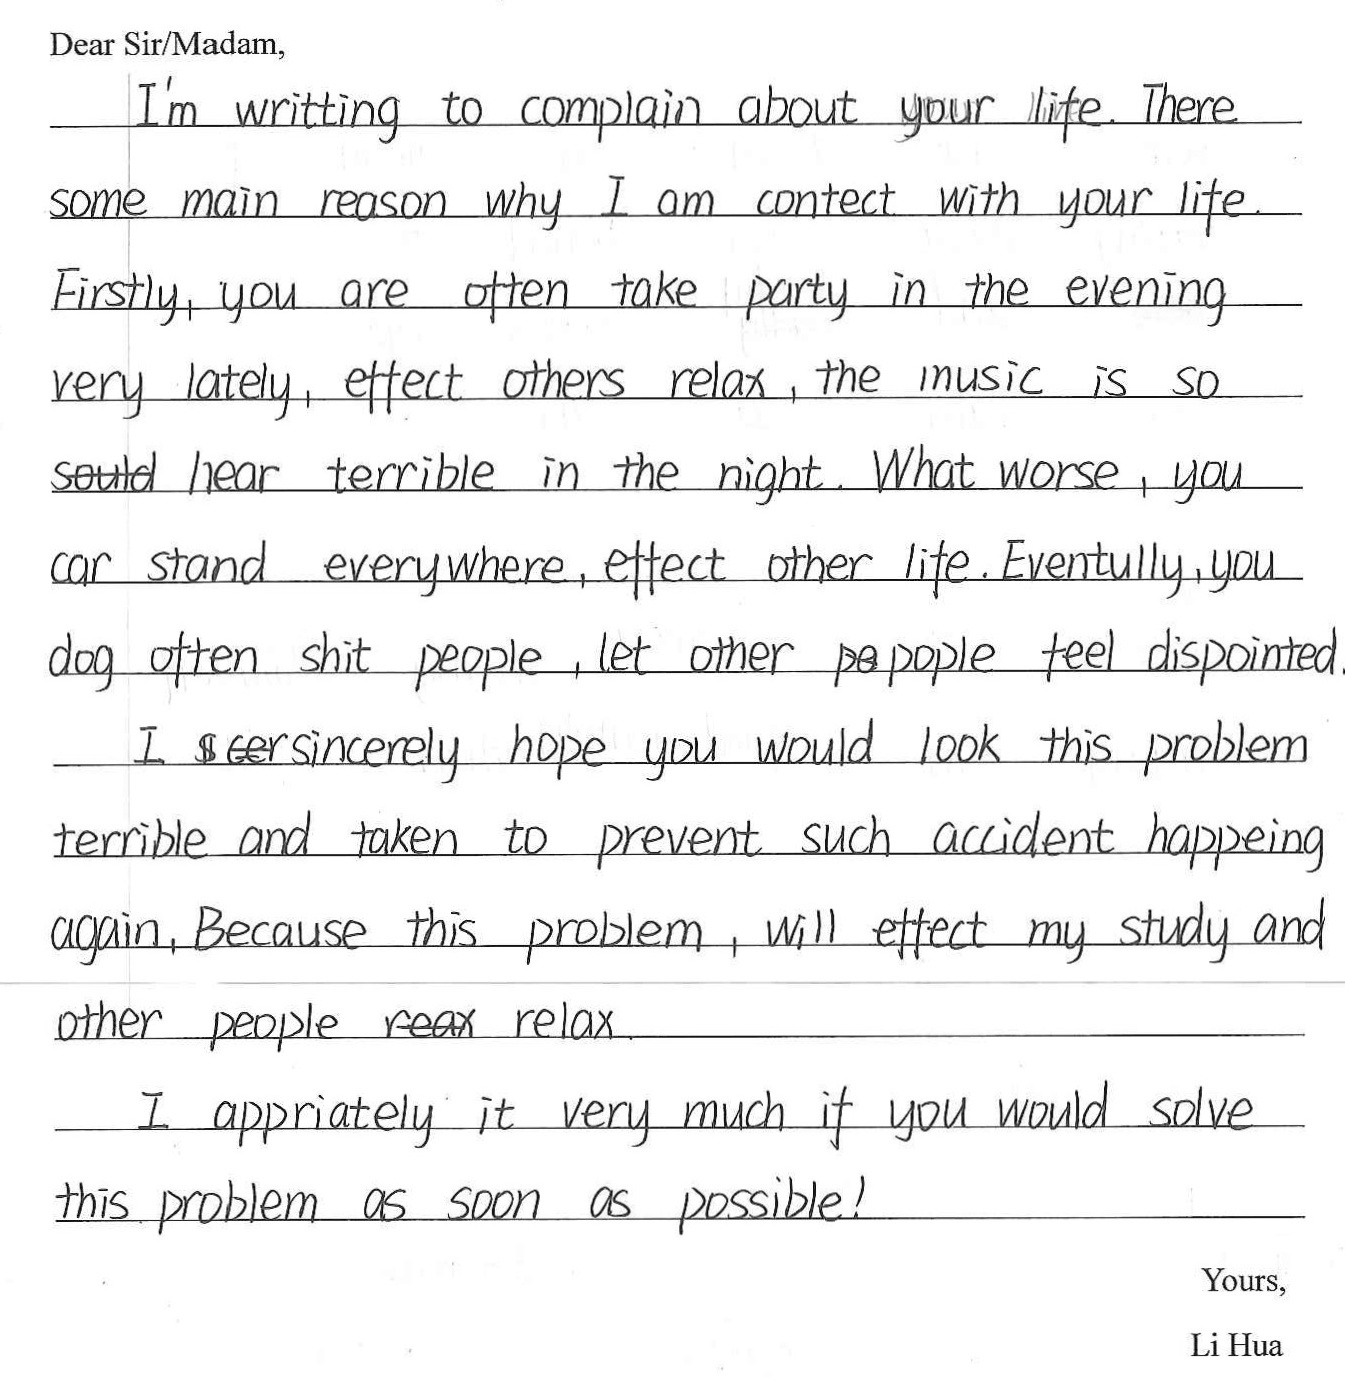 Dear Sir/Madam,
I'm writting to complain about your life. There
some main reason why I am contect with your life.
Firstly, you are often take party in the evening
very lately, effect others relax, the music is so
hear terrible in the night. What worse, you
car stand everywhere, effect other life. Eventully, you
dog often shit people, let other popple feel dispointed.
I sincerely hope you would look this problem
terrible and taken to prevent such accident happeing
again, Because this problem, will effect my study and
other people relax.
I appriately it very much if you would solve
this problem as soon as possible!
Yours,
Li Hua